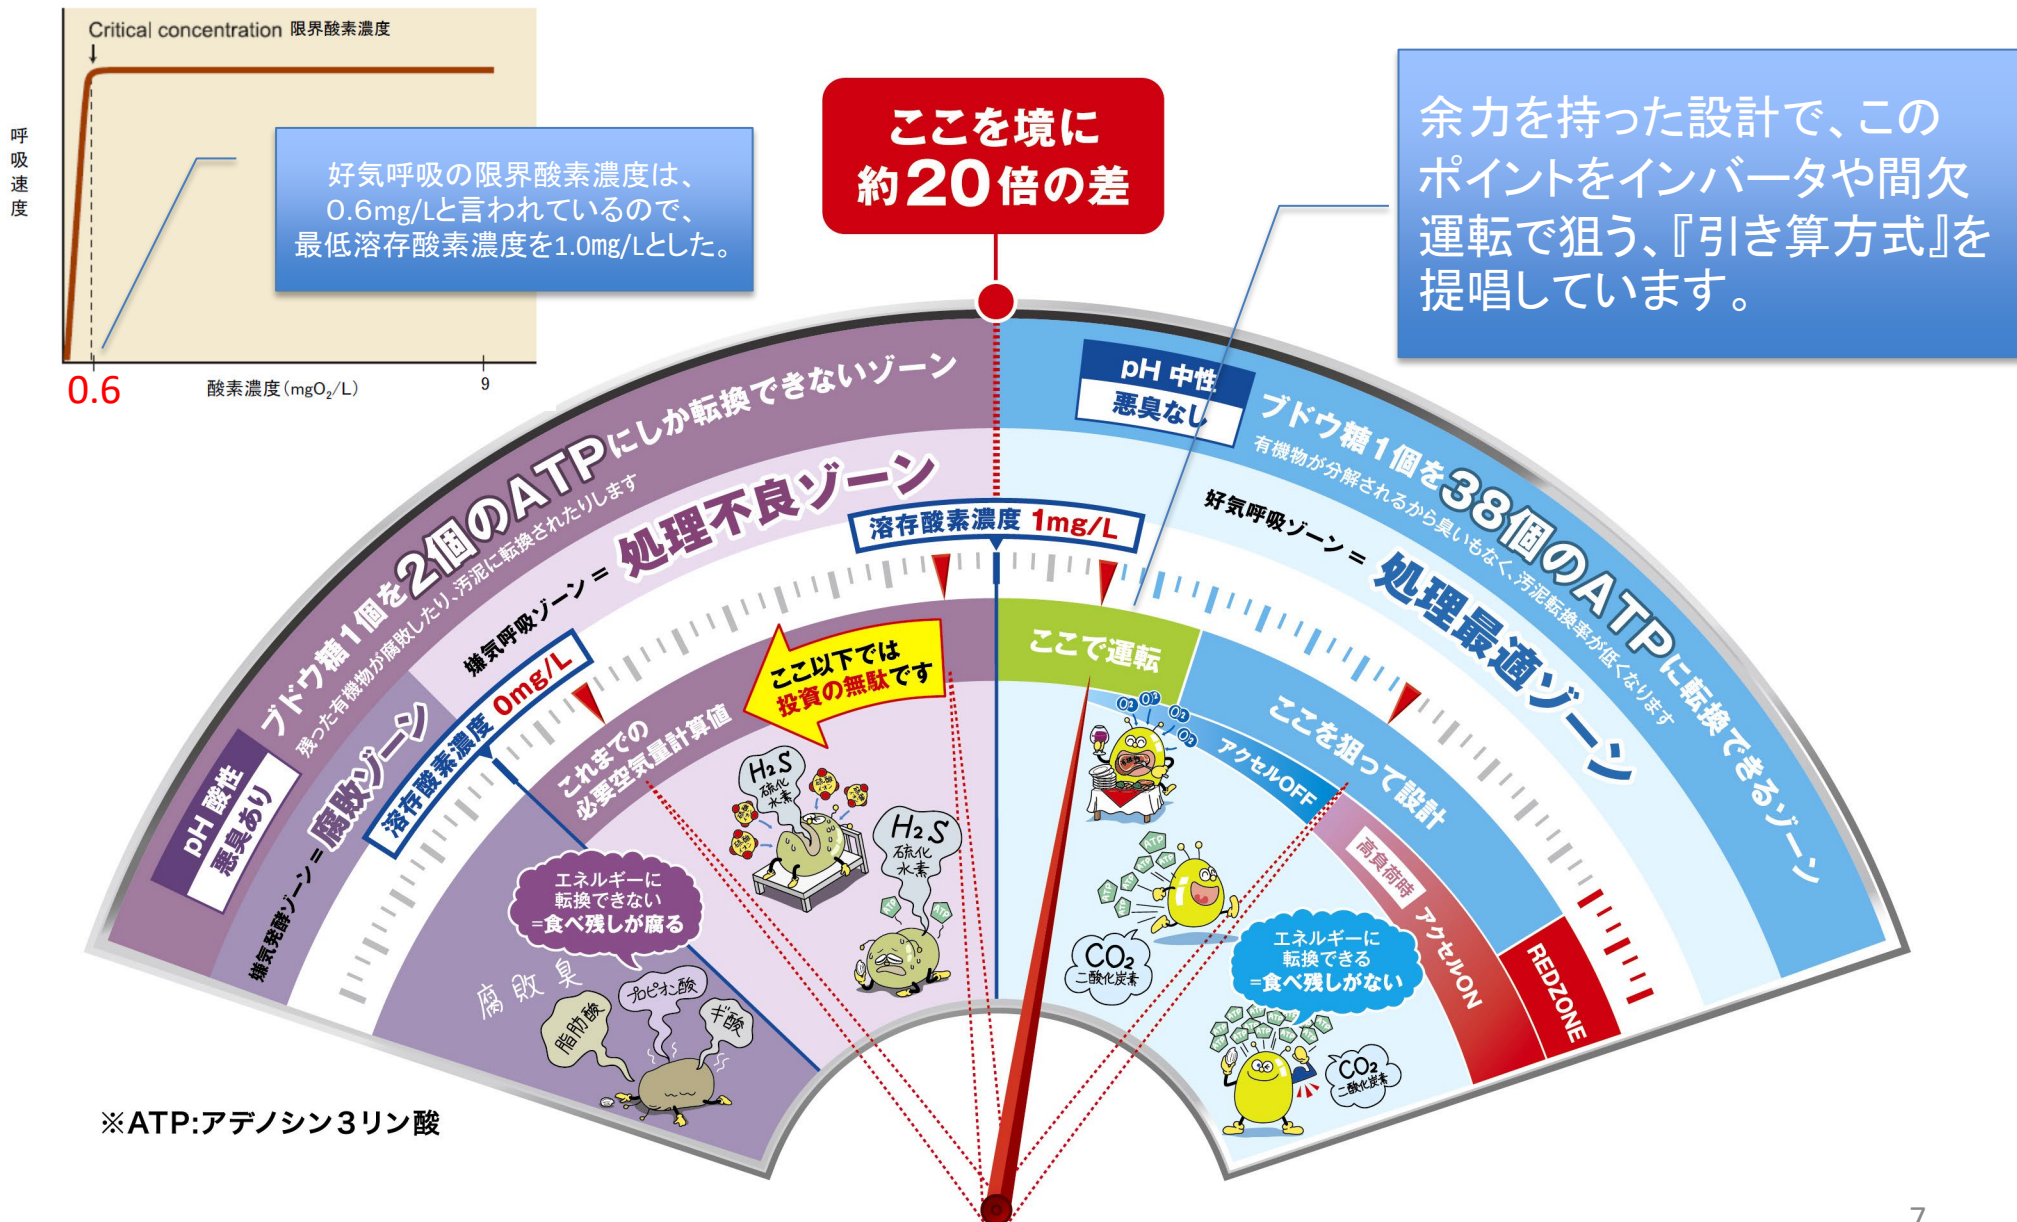 Critical concentration 限界酸素濃度
呼吸速度
0.6
酸素濃度(mgO₂/L)
9
好気呼吸の限界酸素濃度は、
0.6mg/Lと言われているので、
最低溶存酸素濃度を1.0mg/Lとした。
ここを境に
約20倍の差
余力を持った設計で、この
ポイントをインバータや間欠
運転で狙う、『引き算方式』を
提唱しています。
ブドウ糖1個を2個のATPにしか転換できないゾーン
残った有機物が腐敗したり、汚泥に転換されたりします
pH 酸性
悪臭あり
pH 中性
悪臭なし
ブドウ糖1個を38個のATPに転換できるゾーン
有機物が分解されるから臭いもなく、汚泥転換率が低くなります
嫌気発酵ゾーン=腐敗ゾーン
嫌気呼吸ゾーン=処理不良ゾーン
好気呼吸ゾーン=処理最適ゾーン
溶存酸素濃度 0mg/L
溶存酸素濃度 1mg/L
これまでの
必要空気量計算値
ここ以下では
投資の無駄です
ここで運転
ここを狙って設計
アクセルOFF
高負荷時 アクセルON
REDZONE
H₂S
硫化
水素
H₂S
硫化
水素
O₂ O₂ O₂ O₂
エネルギーに
転換できない
=食べ残しが腐る
腐敗臭
脂肪酸
プロピオン酸
ギ酸
ATP
ATP
CO₂
二酸化炭素
エネルギーに
転換できる
=食べ残しがない
CO₂
二酸化炭素
※ATP:アデノシン3リン酸
7